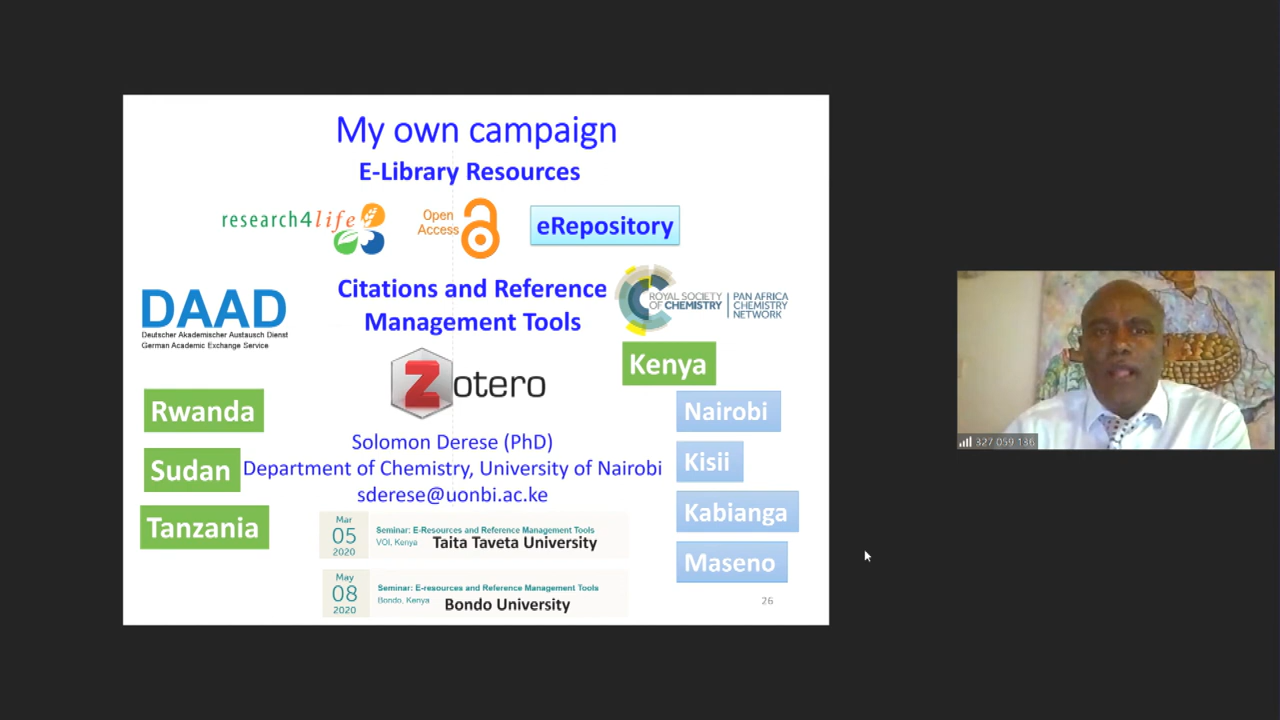 My own campaign
E-Library Resources
research4life
Open
Access
eRepository
Citations and Reference
Management Tools
DAAD
Deutscher Akademischer Austausch Dienst
German Academic Exchange Service
ROYAL SOCIETY
OF CHEMISTRY
PAN AFRICA
CHEMISTRY
NETWORK
Kenya
Zotero
Rwanda
Nairobi
Solomon Derese (PhD)
Sudan
Department of Chemistry, University of Nairobi
Kisii
sderese@uonbi.ac.ke
Tanzania
Kabianga
Maseno
Mar
05
2020
Seminar: E-Resources and Reference Management Tools
VOI, Kenya
Taita Taveta University
May
08
2020
Seminar: E-resources and Reference Management Tools
Bondo, Kenya
Bondo University
26
327 059 136